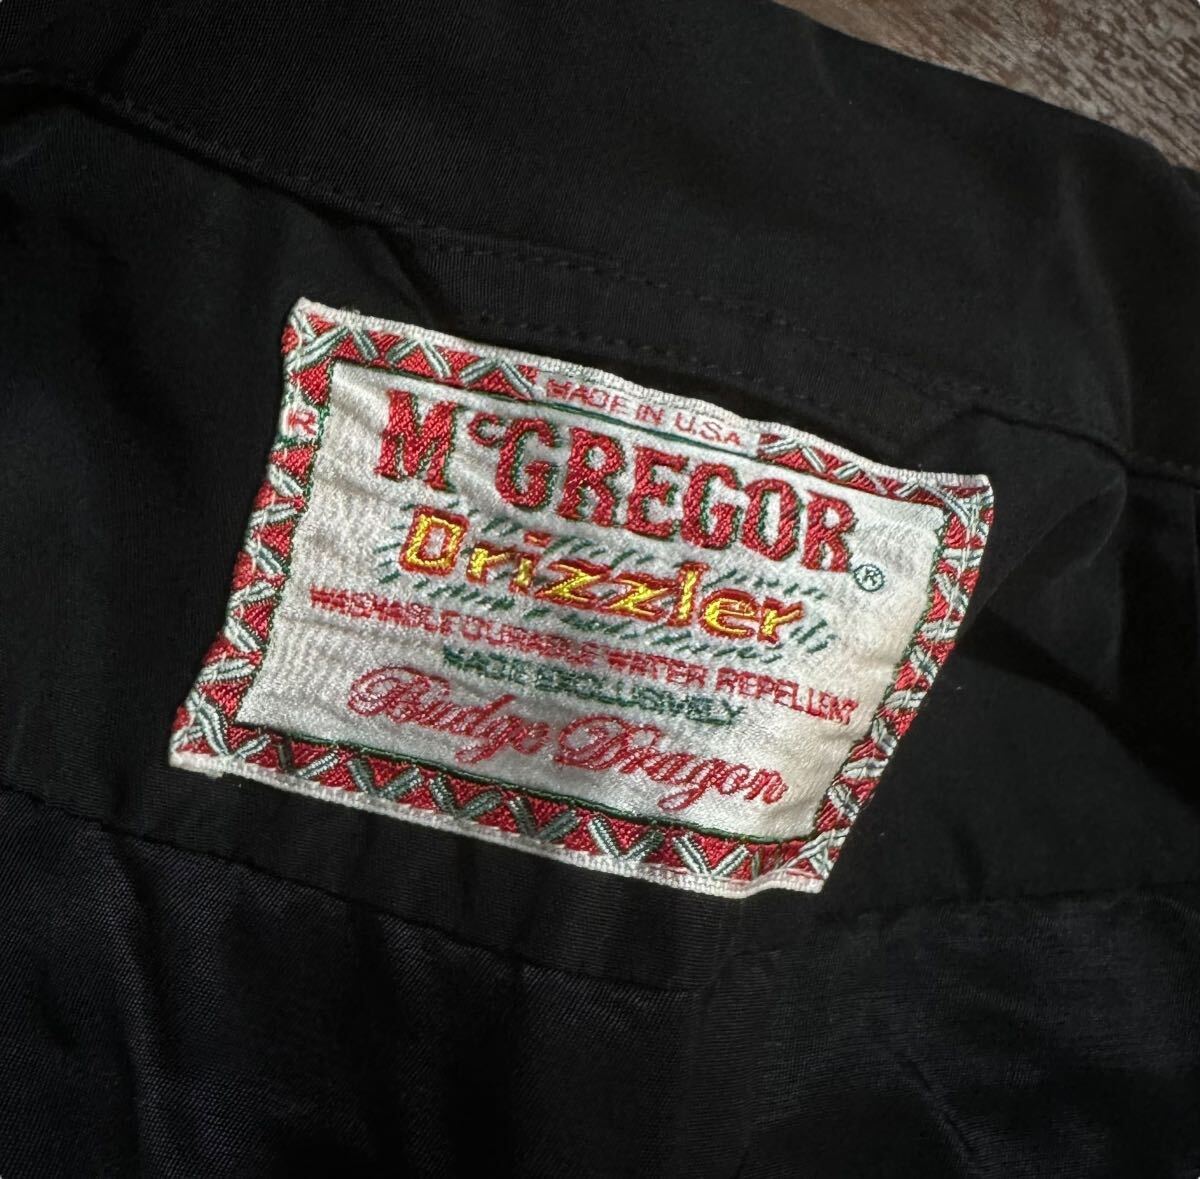 MADE IN U.S.A.
R
McGREGOR®
Drizzler
WASHABLE DURABLE WATER REPELLENT
MADE EXCLUSIVELY
Budge Dragon